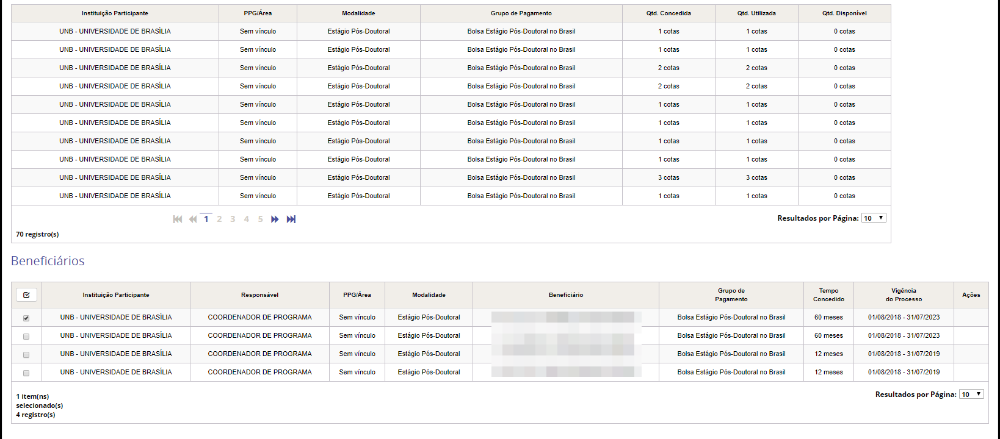 Instituição Participante PPG/Área Modalidade Grupo de Pagamento Qtd. Concedida Qtd. Utilizada Qtd. Disponível
UNB - UNIVERSIDADE DE BRASÍLIA Sem vínculo Estágio Pós-Doutoral Bolsa Estágio Pós-Doutoral no Brasil 1 cotas 1 cotas 0 cotas
UNB - UNIVERSIDADE DE BRASÍLIA Sem vínculo Estágio Pós-Doutoral Bolsa Estágio Pós-Doutoral no Brasil 1 cotas 1 cotas 0 cotas
UNB - UNIVERSIDADE DE BRASÍLIA Sem vínculo Estágio Pós-Doutoral Bolsa Estágio Pós-Doutoral no Brasil 2 cotas 2 cotas 0 cotas
UNB - UNIVERSIDADE DE BRASÍLIA Sem vínculo Estágio Pós-Doutoral Bolsa Estágio Pós-Doutoral no Brasil 2 cotas 2 cotas 0 cotas
UNB - UNIVERSIDADE DE BRASÍLIA Sem vínculo Estágio Pós-Doutoral Bolsa Estágio Pós-Doutoral no Brasil 1 cotas 1 cotas 0 cotas
UNB - UNIVERSIDADE DE BRASÍLIA Sem vínculo Estágio Pós-Doutoral Bolsa Estágio Pós-Doutoral no Brasil 1 cotas 1 cotas 0 cotas
UNB - UNIVERSIDADE DE BRASÍLIA Sem vínculo Estágio Pós-Doutoral Bolsa Estágio Pós-Doutoral no Brasil 1 cotas 1 cotas 0 cotas
UNB - UNIVERSIDADE DE BRASÍLIA Sem vínculo Estágio Pós-Doutoral Bolsa Estágio Pós-Doutoral no Brasil 1 cotas 1 cotas 0 cotas
UNB - UNIVERSIDADE DE BRASÍLIA Sem vínculo Estágio Pós-Doutoral Bolsa Estágio Pós-Doutoral no Brasil 3 cotas 3 cotas 0 cotas
UNB - UNIVERSIDADE DE BRASÍLIA Sem vínculo Estágio Pós-Doutoral Bolsa Estágio Pós-Doutoral no Brasil 1 cotas 1 cotas 0 cotas
1 2 3 4 5 Resultados por Página: 10
70 registro(s)
Beneficiários
Instituição Participante Responsável PPG/Área Modalidade Beneficiário Grupo de Pagamento Tempo Concedido Vigência do Processo Ações
UNB - UNIVERSIDADE DE BRASÍLIA COORDENADOR DE PROGRAMA Sem vínculo Estágio Pós-Doutoral Bolsa Estágio Pós-Doutoral no Brasil 60 meses 01/08/2018 - 31/07/2023
UNB - UNIVERSIDADE DE BRASÍLIA COORDENADOR DE PROGRAMA Sem vínculo Estágio Pós-Doutoral Bolsa Estágio Pós-Doutoral no Brasil 60 meses 01/08/2018 - 31/07/2023
UNB - UNIVERSIDADE DE BRASÍLIA COORDENADOR DE PROGRAMA Sem vínculo Estágio Pós-Doutoral Bolsa Estágio Pós-Doutoral no Brasil 12 meses 01/08/2018 - 31/07/2019
UNB - UNIVERSIDADE DE BRASÍLIA COORDENADOR DE PROGRAMA Sem vínculo Estágio Pós-Doutoral Bolsa Estágio Pós-Doutoral no Brasil 12 meses 01/08/2018 - 31/07/2019
1 item(ns)
selecionado(s)
4 registro(s)
Resultados por Página: 10